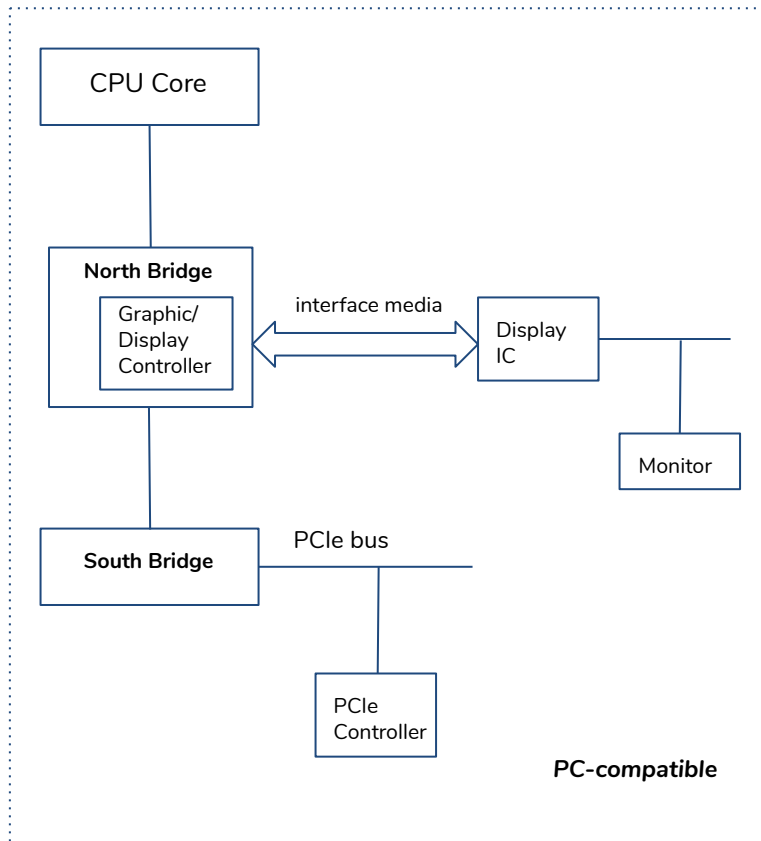 CPU Core
North Bridge
Graphic/
Display
Controller
interface media
Display
IC
Monitor
South Bridge
PCIe bus
PCIe
Controller
PC-compatible